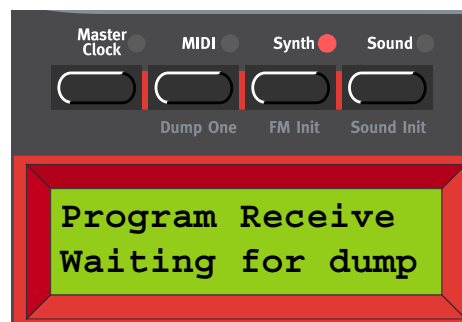 Master Clock
MIDI
Synth
Sound
Dump One
FM Init
Sound Init
Program Receive
Waiting for dump